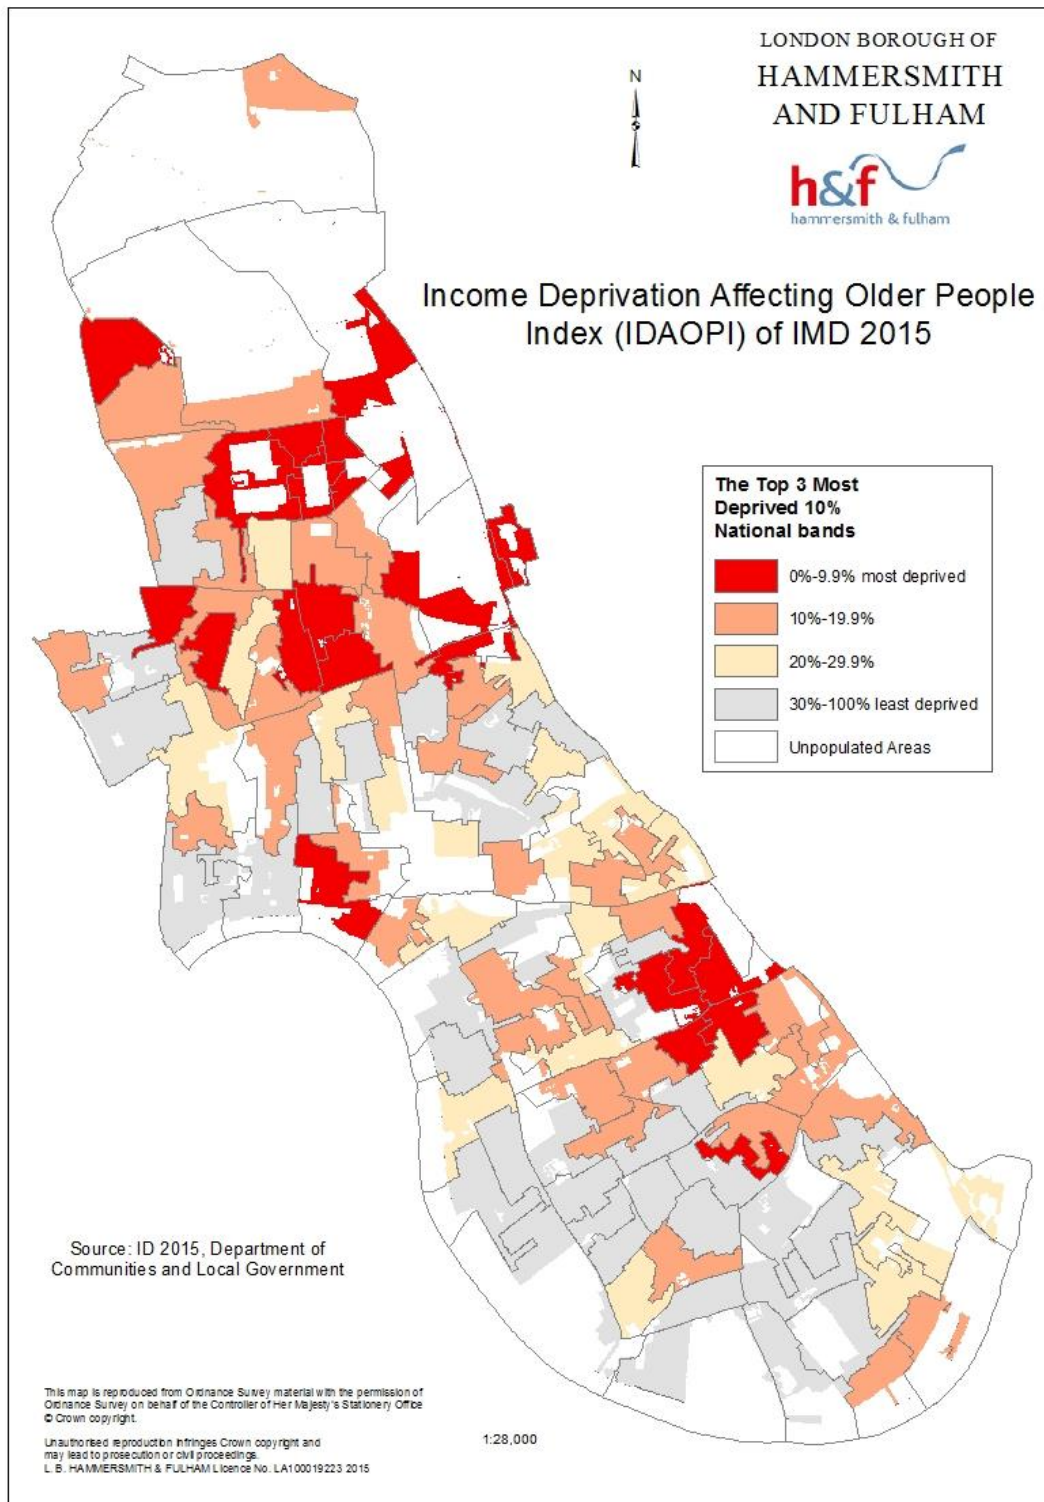 LONDON BOROUGH OF
HAMMERSMITH
AND FULHAM
N
h&f
hammersmith & fulham
Income Deprivation Affecting Older People
Index (IDAOPI) of IMD 2015
The Top 3 Most
Deprived 10%
National bands
0%-9.9% most deprived
10%-19.9%
20%-29.9%
30%-100% least deprived
Unpopulated Areas
Source: ID 2015, Department of
Communities and Local Government
This map is reproduced from Ordnance Survey material with the permission of
Ordnance Survey on behalf of the Controller of Her Majesty's Stationery Office
© Crown copyright.
Unauthorised reproduction infringes Crown copyright and
may lead to prosecution or civil proceedings.
L. B. HAMMERSMITH & FULHAM Licence No. LA100019223 2015
1:28,000